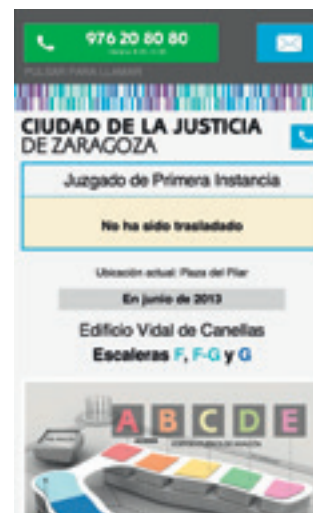 976 20 80 80
PULSAR PARA LLAMAR
CIUDAD DE LA JUSTICIA
DE ZARAGOZA
Juzgado de Primera Instancia
No ha sido trasladado
Ubicación actual: Plaza del Pilar
En junio de 2013
Edificio Vidal de Canellas
Escaleras F, F-G y G
A B C D E